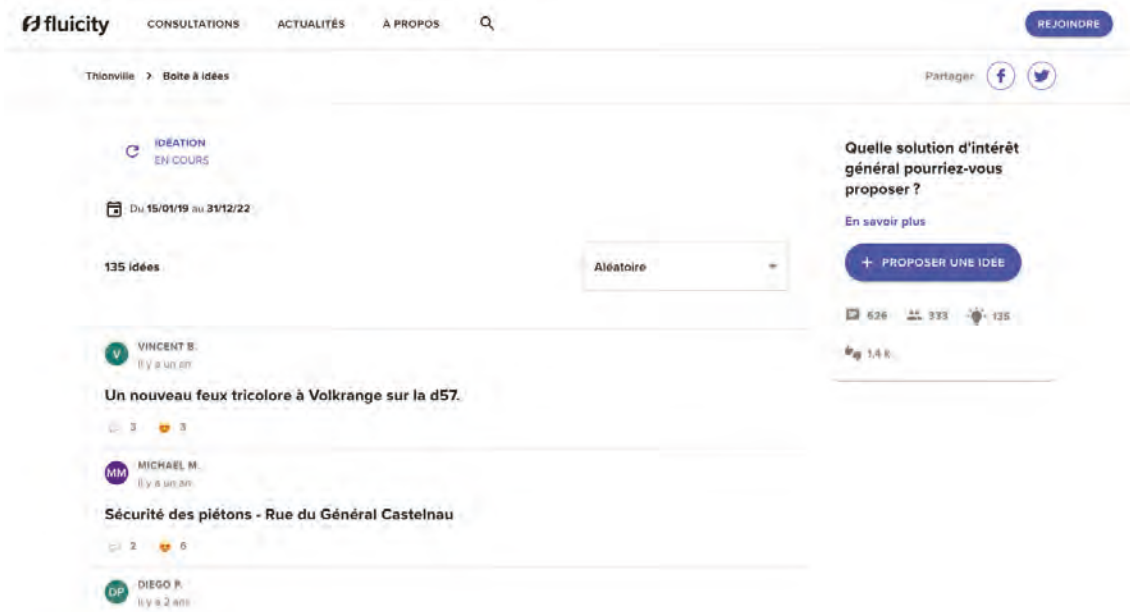 fluicity CONSULTATIONS ACTUALITÉS À PROPOS REJOINDRE
Thionville > Boite à idées Partager
IDÉATION
EN COURS
Du 15/01/19 au 31/12/22
135 idées Aléatoire
Quelle solution d'intérêt
général pourriez-vous
proposer ?
En savoir plus
+ PROPOSER UNE IDÉE
626 333 135
1,4 k
V VINCENT B.
Il y a un an
Un nouveau feux tricolore à Volkrange sur la d57.
3 3
MM MICHAEL M.
Il y a un an
Sécurité des piétons - Rue du Général Castelnau
2 6
DP DIEGO P.
Il y a 2 ans